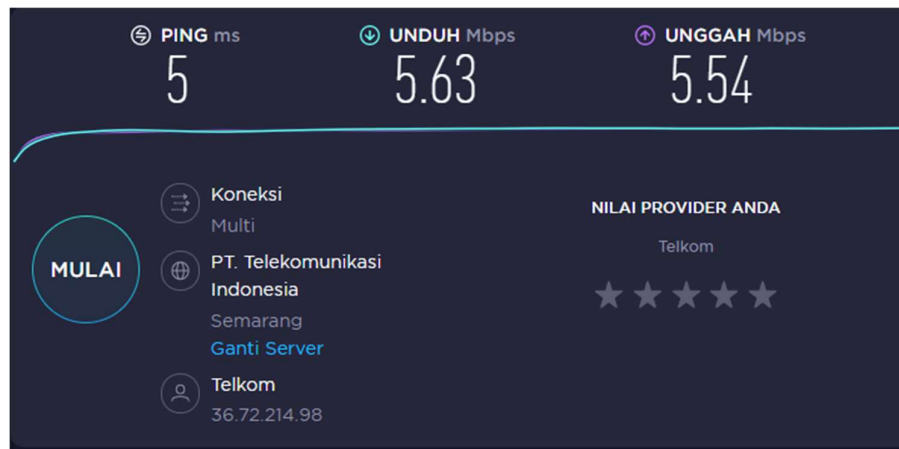 PING ms
5
UNDUH Mbps
5.63
UNGGAH Mbps
5.54
MULAI
Koneksi
Multi
PT. Telekomunikasi
Indonesia
Semarang
Ganti Server
Telkom
36.72.214.98
NILAI PROVIDER ANDA
Telkom